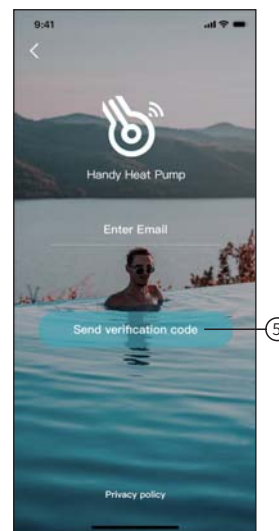 9:41
Handy Heat Pump
Enter Email
Send verification code
5
Privacy policy